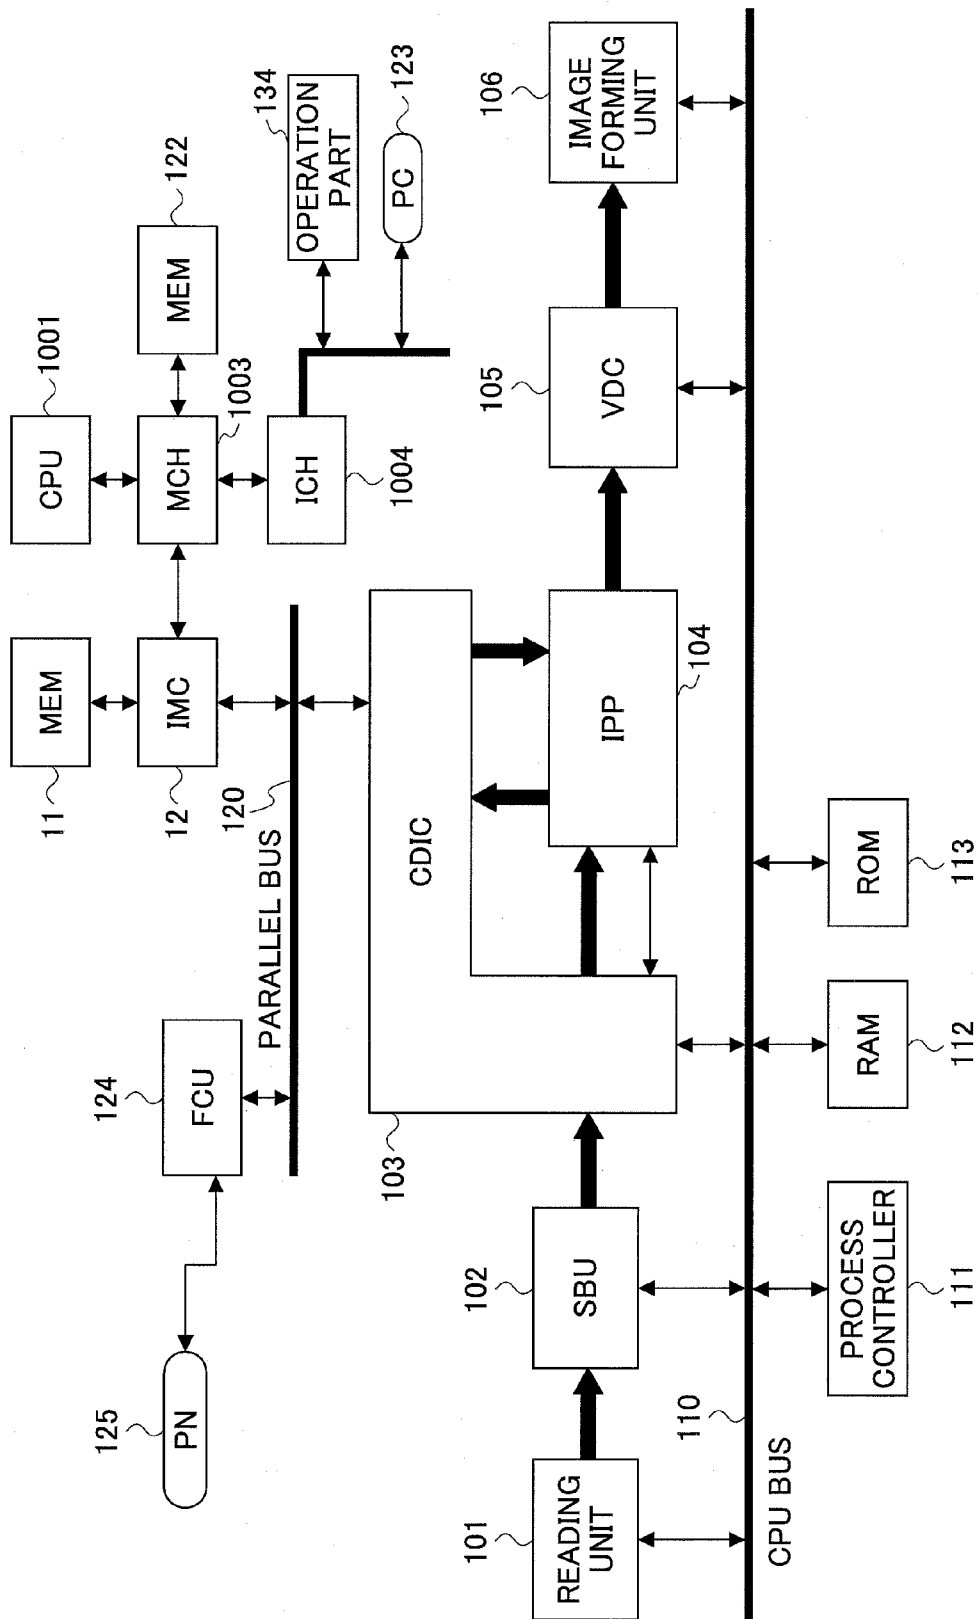 11
MEM
12
IMC
1001
CPU
MCH
1003
122
MEM
ICH
1004
134
OPERATION
PART
123
PC
125
PN
124
FCU
PARALLEL BUS
120
103
CDIC
101
READING
UNIT
102
SBU
IPP
104
105
VDC
106
IMAGE
FORMING
UNIT
CPU BUS
110
PROCESS
CONTROLLER
111
RAM
112
ROM
113